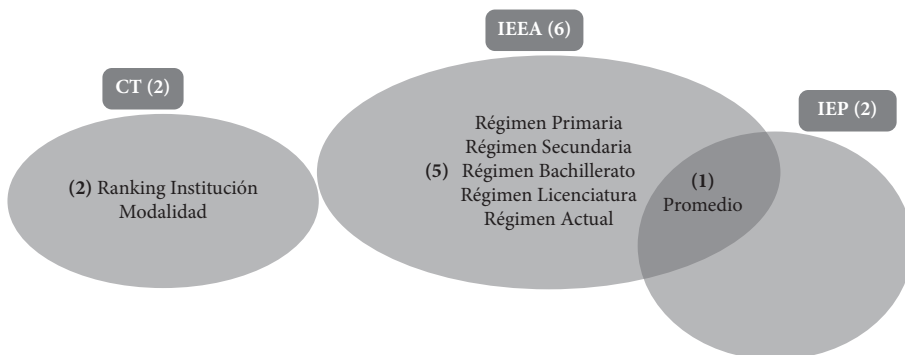 IEEA (6)
CT (2)
IEP (2)
(2) Ranking Institución
Modalidad
Régimen Primaria
Régimen Secundaria
(5) Régimen Bachillerato
Régimen Licenciatura
Régimen Actual
(1)
Promedio